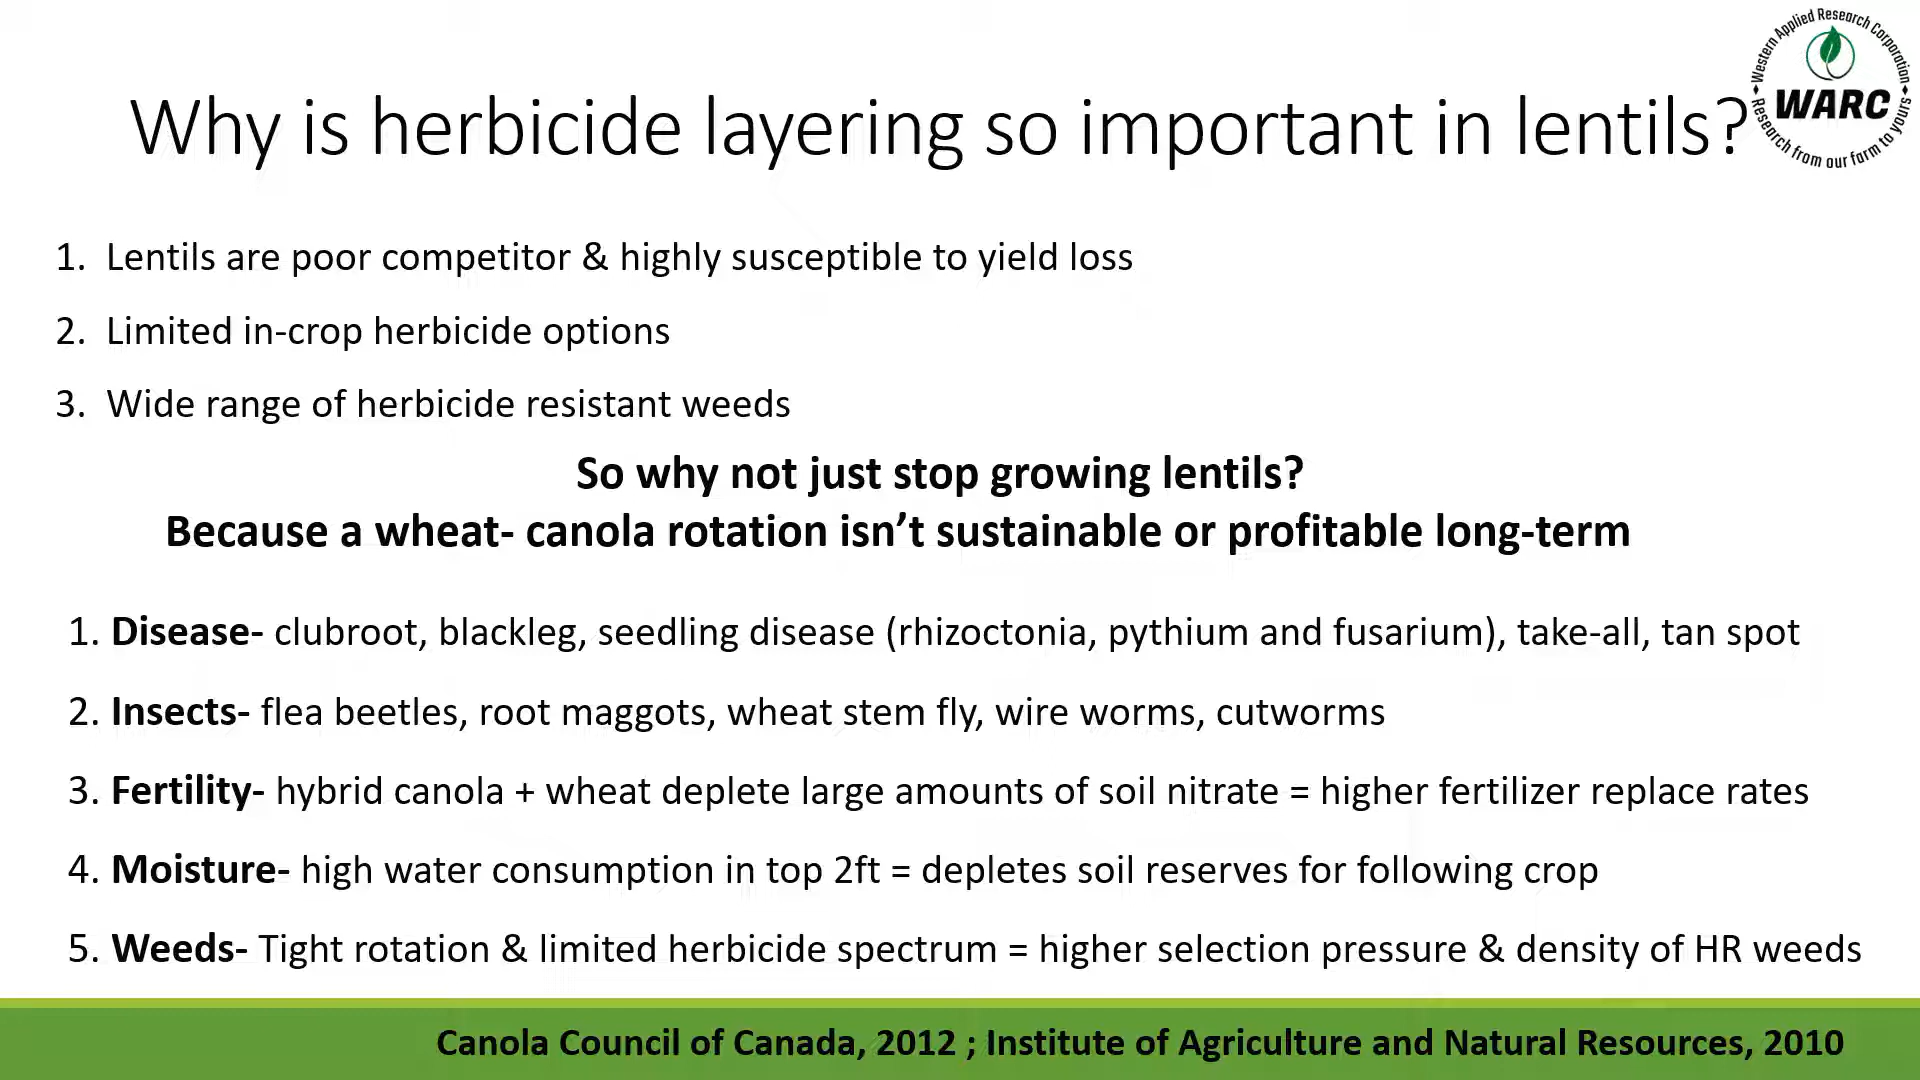 Western Applied Research Corporation
WARC
Research from our farm to yours
Why is herbicide layering so important in lentils?
1. Lentils are poor competitor & highly susceptible to yield loss
2. Limited in-crop herbicide options
3. Wide range of herbicide resistant weeds
So why not just stop growing lentils?
Because a wheat- canola rotation isn’t sustainable or profitable long-term
1. Disease- clubroot, blackleg, seedling disease (rhizoctonia, pythium and fusarium), take-all, tan spot
2. Insects- flea beetles, root maggots, wheat stem fly, wire worms, cutworms
3. Fertility- hybrid canola + wheat deplete large amounts of soil nitrate = higher fertilizer replace rates
4. Moisture- high water consumption in top 2ft = depletes soil reserves for following crop
5. Weeds- Tight rotation & limited herbicide spectrum = higher selection pressure & density of HR weeds
Canola Council of Canada, 2012 ; Institute of Agriculture and Natural Resources, 2010